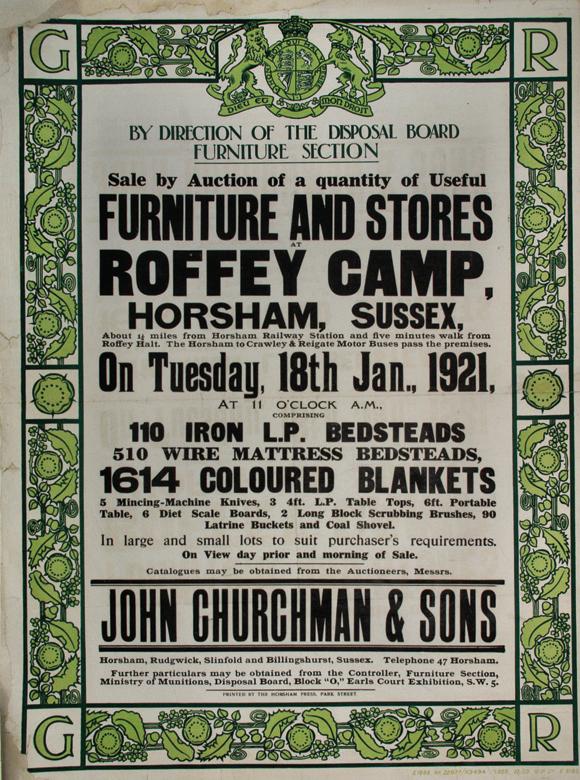 G R
DIEU ET MON DROIT
BY DIRECTION OF THE DISPOSAL BOARD
FURNITURE SECTION
Sale by Auction of a quantity of Useful
FURNITURE AND STORES
AT
ROFFEY CAMP,
HORSHAM, SUSSEX,
About 1½ miles from Horsham Railway Station and five minutes walk from
Roffey Halt. The Horsham to Crawley & Reigate Motor Buses pass the premises.
On Tuesday, 18th Jan., 1921,
AT 11 O'CLOCK A.M.,
COMPRISING
110 IRON L.P. BEDSTEADS
510 WIRE MATTRESS BEDSTEADS,
1614 COLOURED BLANKETS
5 Mincing-Machine Knives, 3 4ft. L.P. Table Tops, 6ft. Portable
Table, 6 Diet Scale Boards, 2 Long Block Scrubbing Brushes, 90
Latrine Buckets and Coal Shovel.
In large and small lots to suit purchaser's requirements.
On View day prior and morning of Sale.
Catalogues may be obtained from the Auctioneers, Messrs.
JOHN CHURCHMAN & SONS
Horsham, Rudgwick, Slinfold and Billingshurst, Sussex. Telephone 47 Horsham.
Further particulars may be obtained from the Controller, Furniture Section,
Ministry of Munitions, Disposal Board, Block "O," Earls Court Exhibition, S.W. 5.
PRINTED BY THE HORSHAM PRESS, PARK STREET
G R